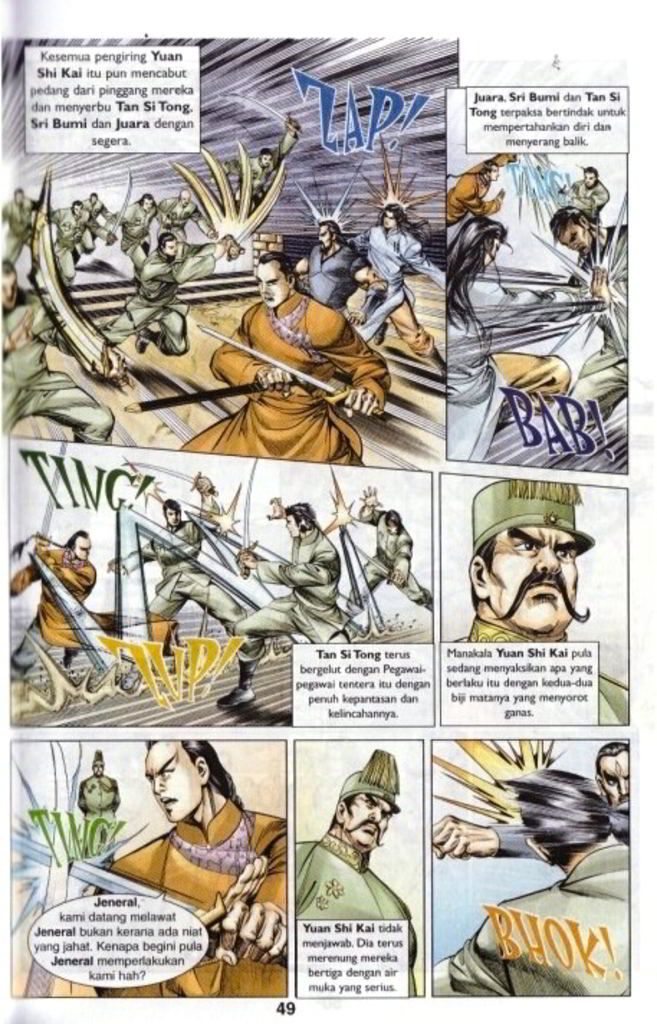 Kesemua pengiring Yuan
Shi Kai itu pun mencabut
pedang dari pinggang mereka
dan menyerbu Tan Si Tong,
Sri Bumi dan Juara dengan
segera.
ZAP!
Juara, Sri Bumi dan Tan Si
Tong terpaksa bertindak untuk
mempertahankan diri dan
menyerang balik.
TING!
BAB!
TING!
ZUP!
Tan Si Tong terus
bergelut dengan Pegawai-
pegawai tentera itu dengan
penuh kepantasan dan
kelincahannya.
Manakala Yuan Shi Kai pula
sedang menyaksikan apa yang
berlaku itu dengan kedua-dua
biji matanya yang menyorot
ganas.
TING!
Jeneral,
kami datang melawat
Jeneral bukan kerana ada niat
yang jahat. Kenapa begini pula
Jeneral memperlakukan
kami hah?
Yuan Shi Kai tidak
menjawab. Dia terus
merenung mereka
bertiga dengan air
muka yang serius.
BHOK!
49